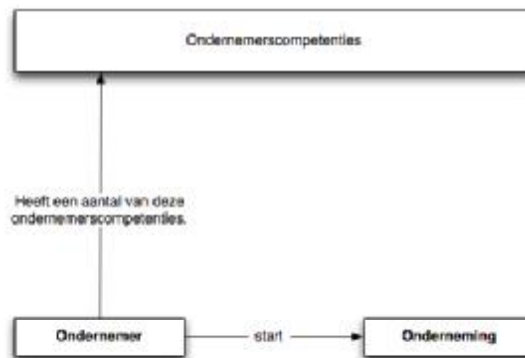 Ondernemerscompetenties
Heeft een aantal van deze
ondernemerscompetenties.
Ondernemer
start
Onderneming